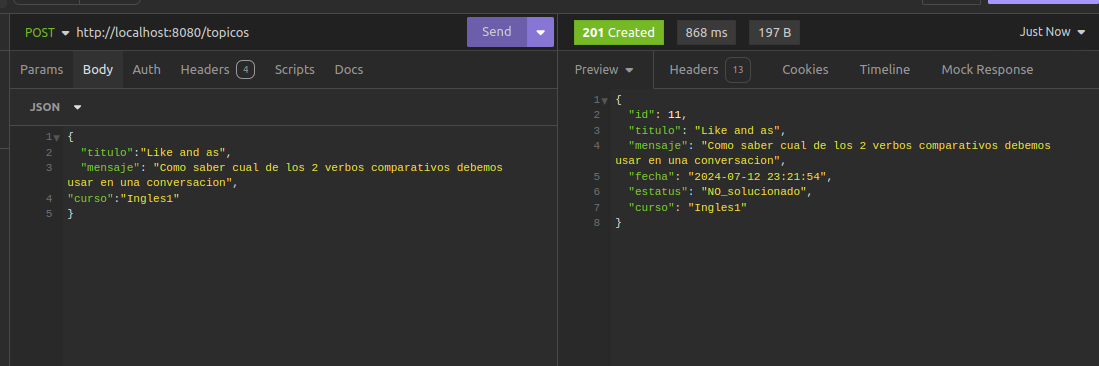 POST http://localhost:8080/topicos
Send
Params Body Auth Headers 4 Scripts Docs
JSON
1 {
2 "titulo":"Like and as",
3 "mensaje": "Como saber cual de los 2 verbos comparativos debemos
usar en una conversacion",
4 "curso":"Ingles1"
5 }
201 Created 868 ms 197 B Just Now
Preview Headers 13 Cookies Timeline Mock Response
1 {
2 "id": 11,
3 "titulo": "Like and as",
4 "mensaje": "Como saber cual de los 2 verbos comparativos debemos
usar en una conversacion",
5 "fecha": "2024-07-12 23:21:54",
6 "estatus": "NO_solucionado",
7 "curso": "Ingles1"
8 }